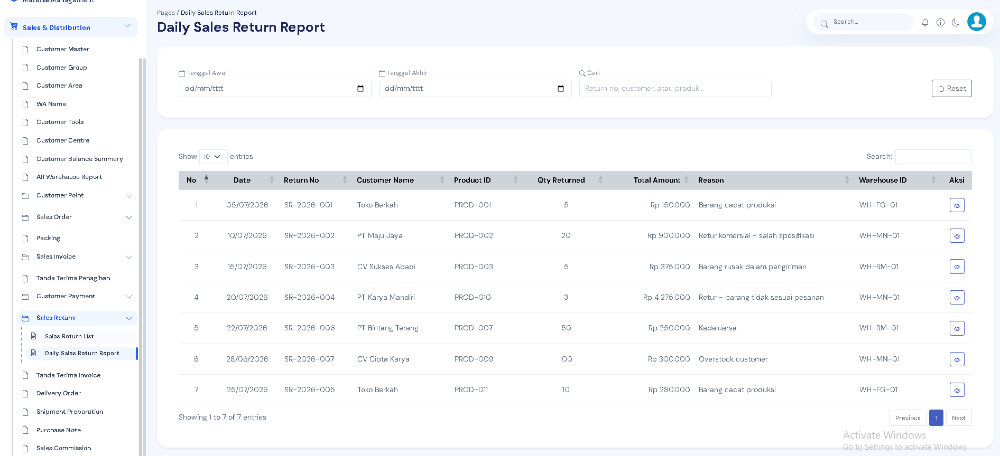 Material Management
Sales & Distribution
Customer Master
Customer Group
Customer Area
WA Name
Customer Tools
Customer Centre
Customer Balance Summary
AR Warehouse Report
Customer Point
Sales Order
Packing
Sales Invoice
Tanda Terima Penagihan
Customer Payment
Sales Return
Sales Return List
Daily Sales Return Report
Tanda Terima Invoice
Delivery Order
Shipment Preparation
Purchase Note
Sales Commission
Pages / Daily Sales Return Report
Daily Sales Return Report
Search...
Tanggal Awal Tanggal Akhir Cari
dd/mm/tttt dd/mm/tttt Return no, customer, atau produk... Reset
Show 10 entries Search:
No Date Return No Customer Name Product ID Qty Returned Total Amount Reason Warehouse ID Aksi
1 05/07/2026 SR-2026-001 Toko Berkah PROD-001 5 Rp 150.000 Barang cacat produksi WH-FG-01
2 10/07/2026 SR-2026-002 PT Maju Jaya PROD-002 20 Rp 900.000 Retur komersial - salah spesifikasi WH-MN-01
3 15/07/2026 SR-2026-003 CV Sukses Abadi PROD-003 5 Rp 375.000 Barang rusak dalam pengiriman WH-RM-01
4 20/07/2026 SR-2026-004 PT Karya Mandiri PROD-010 3 Rp 4.275.000 Retur - barang tidak sesuai pesanan WH-MN-01
5 22/07/2026 SR-2026-006 PT Bintang Terang PROD-007 50 Rp 250.000 Kadaluarsa WH-RM-01
6 28/06/2026 SR-2026-007 CV Cipta Karya PROD-009 100 Rp 300.000 Overstock customer WH-MN-01
7 25/07/2026 SR-2026-005 Toko Berkah PROD-011 10 Rp 280.000 Barang cacat produksi WH-FG-01
Showing 1 to 7 of 7 entries Previous 1 Next
Activate Windows
Go to Settings to activate Windows.